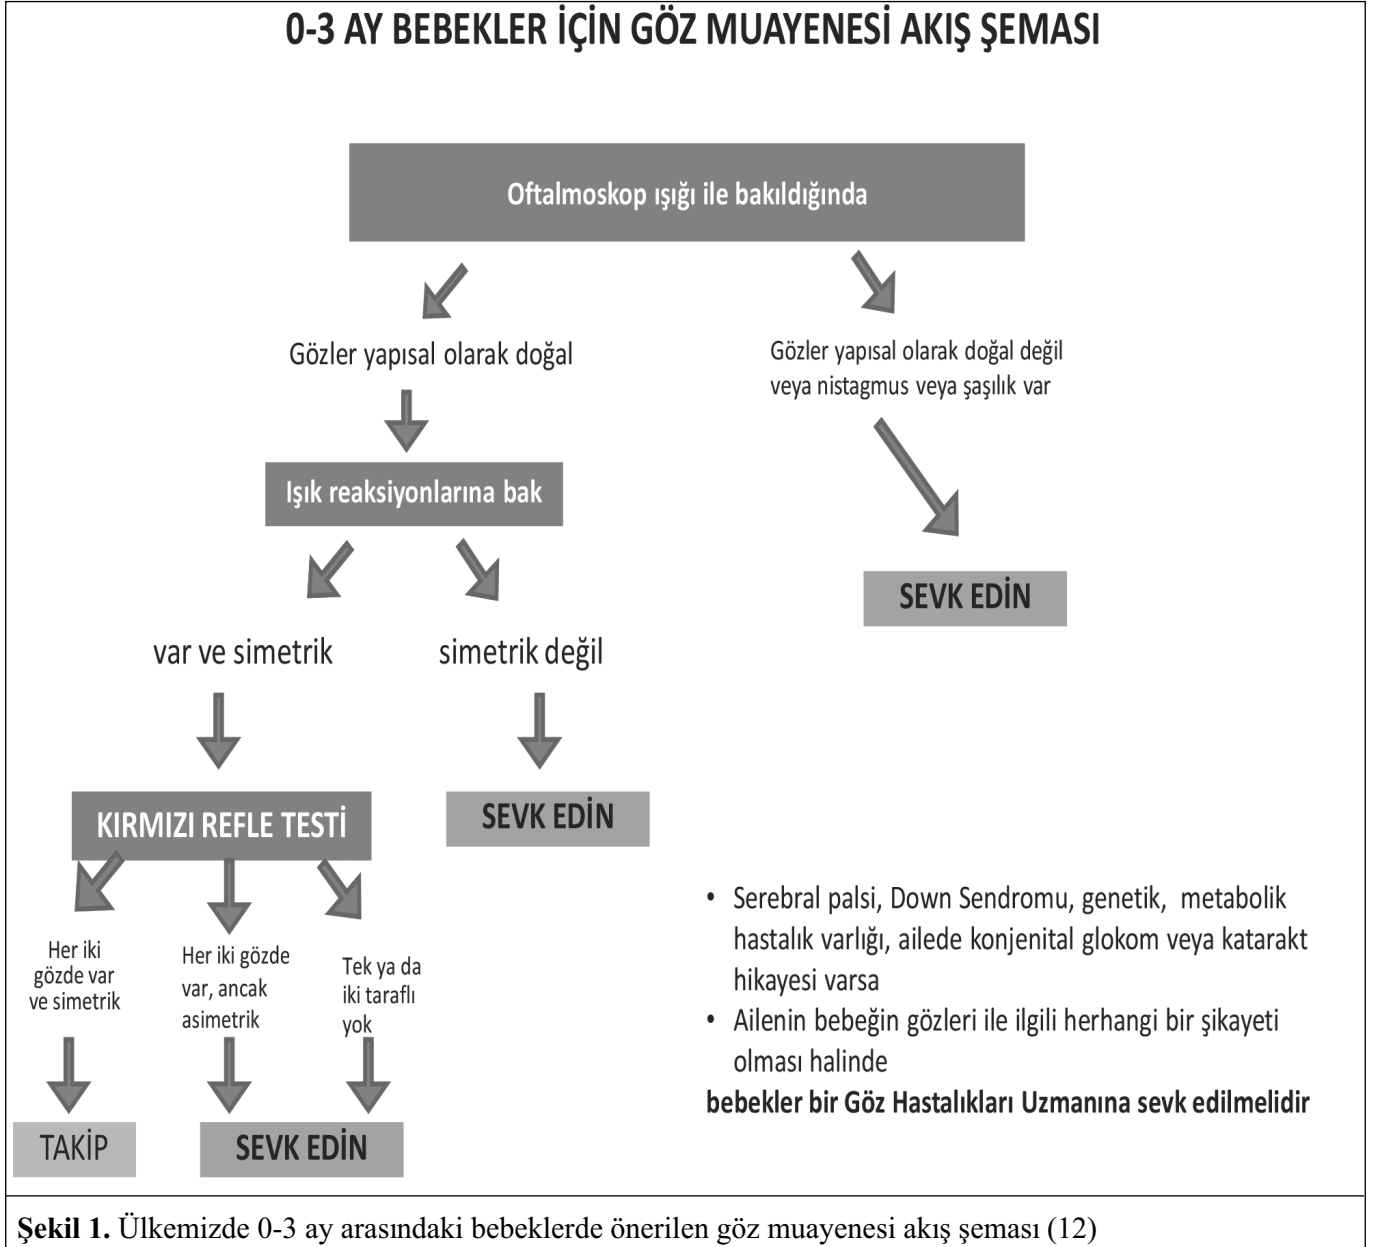 0-3 AY BEBEKLER İÇİN GÖZ MUAYENESİ AKIŞ ŞEMASI
Oftalmoskop ışığı ile bakıldığında
Gözler yapısal olarak doğal
Gözler yapısal olarak doğal değil
veya nistagmus veya şaşılık var
Işık reaksiyonlarına bak
SEVK EDİN
var ve simetrik
simetrik değil
KIRMIZI REFLE TESTİ
SEVK EDİN
Her iki
gözde var
ve simetrik
Her iki gözde
var, ancak
asimetrik
Tek ya da
iki taraflı
yok
TAKİP
SEVK EDİN
• Serebral palsi, Down Sendromu, genetik, metabolik
hastalık varlığı, ailede konjenital glokom veya katarakt
hikayesi varsa
• Ailenin bebeğin gözleri ile ilgili herhangi bir şikayeti
olması halinde
bebekler bir Göz Hastalıkları Uzmanına sevk edilmelidir
Şekil 1. Ülkemizde 0-3 ay arasındaki bebeklerde önerilen göz muayenesi akış şeması (12)